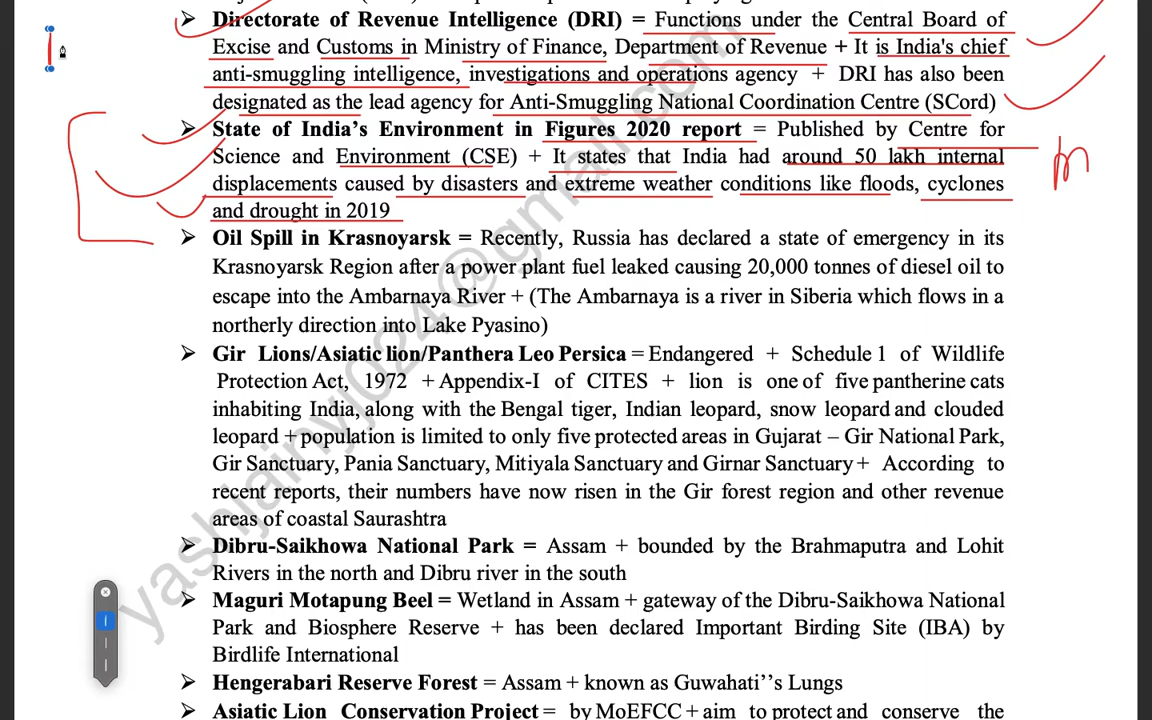 Directorate of Revenue Intelligence (DRI) = Functions under the Central Board of
Excise and Customs in Ministry of Finance, Department of Revenue + It is India's chief
anti-smuggling intelligence, investigations and operations agency + DRI has also been
designated as the lead agency for Anti-Smuggling National Coordination Centre (SCord)
➢ State of India's Environment in Figures 2020 report = Published by Centre for
Science and Environment (CSE) + It states that India had around 50 lakh internal
displacements caused by disasters and extreme weather conditions like floods, cyclones
and drought in 2019
➢ Oil Spill in Krasnoyarsk = Recently, Russia has declared a state of emergency in its
Krasnoyarsk Region after a power plant fuel leaked causing 20,000 tonnes of diesel oil to
escape into the Ambarnaya River + (The Ambarnaya is a river in Siberia which flows in a
northerly direction into Lake Pyasino)
➢ Gir Lions/Asiatic lion/Panthera Leo Persica = Endangered + Schedule 1 of Wildlife
Protection Act, 1972 + Appendix-I of CITES + lion is one of five pantherine cats
inhabiting India, along with the Bengal tiger, Indian leopard, snow leopard and clouded
leopard + population is limited to only five protected areas in Gujarat – Gir National Park,
Gir Sanctuary, Pania Sanctuary, Mitiyala Sanctuary and Girnar Sanctuary + According to
recent reports, their numbers have now risen in the Gir forest region and other revenue
areas of coastal Saurashtra
➢ Dibru-Saikhowa National Park = Assam + bounded by the Brahmaputra and Lohit
Rivers in the north and Dibru river in the south
➢ Maguri Motapung Beel = Wetland in Assam + gateway of the Dibru-Saikhowa National
Park and Biosphere Reserve + has been declared Important Birding Site (IBA) by
Birdlife International
➢ Hengerabari Reserve Forest = Assam + known as Guwahati''s Lungs
➢ Asiatic Lion Conservation Project = by MoEFCC + aim to protect and conserve the
yashjainvj024@gmail.com